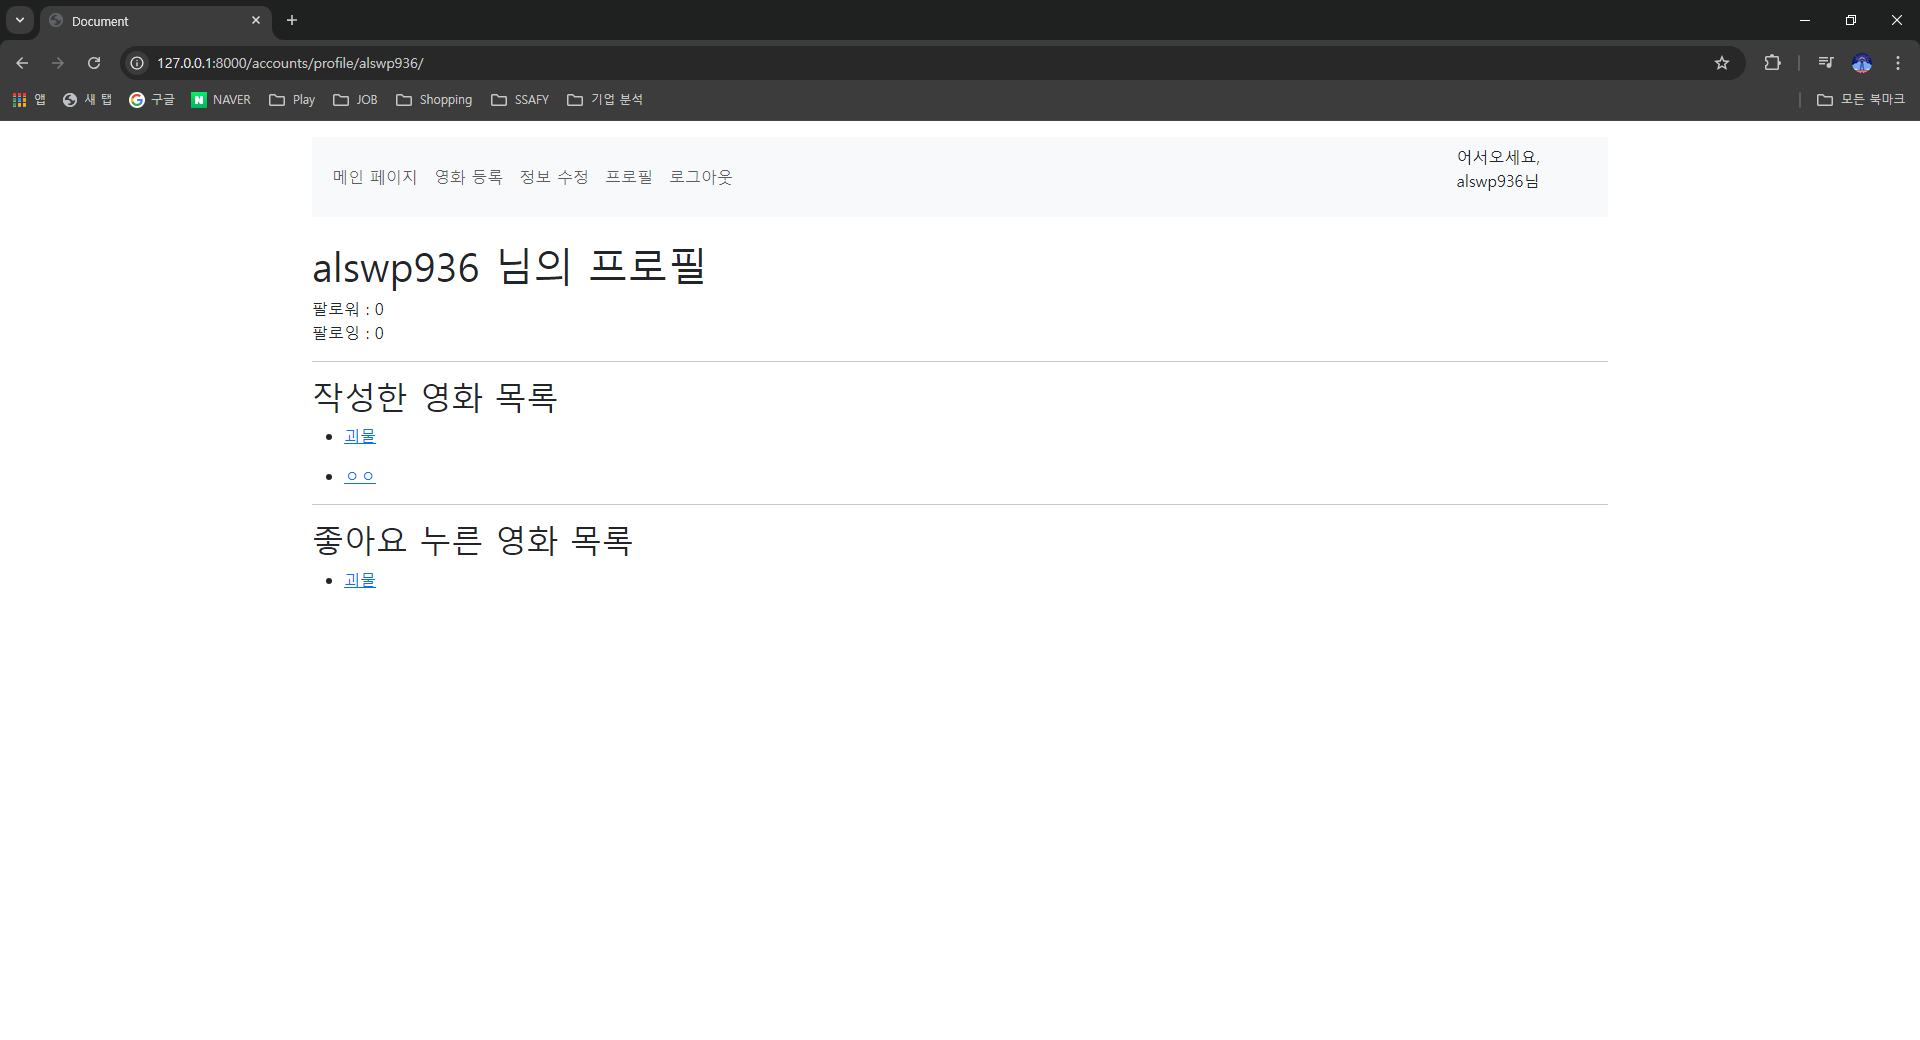 Document
127.0.0.1:8000/accounts/profile/alswp936/
앱 새 탭 구글 NAVER Play JOB Shopping SSAFY 기업 분석 모든 북마크
메인 페이지 영화 등록 정보 수정 프로필 로그아웃
어서오세요,
alswp936님
alswp936 님의 프로필
팔로워 : 0
팔로잉 : 0
작성한 영화 목록
괴물
ㅇㅇ
좋아요 누른 영화 목록
괴물